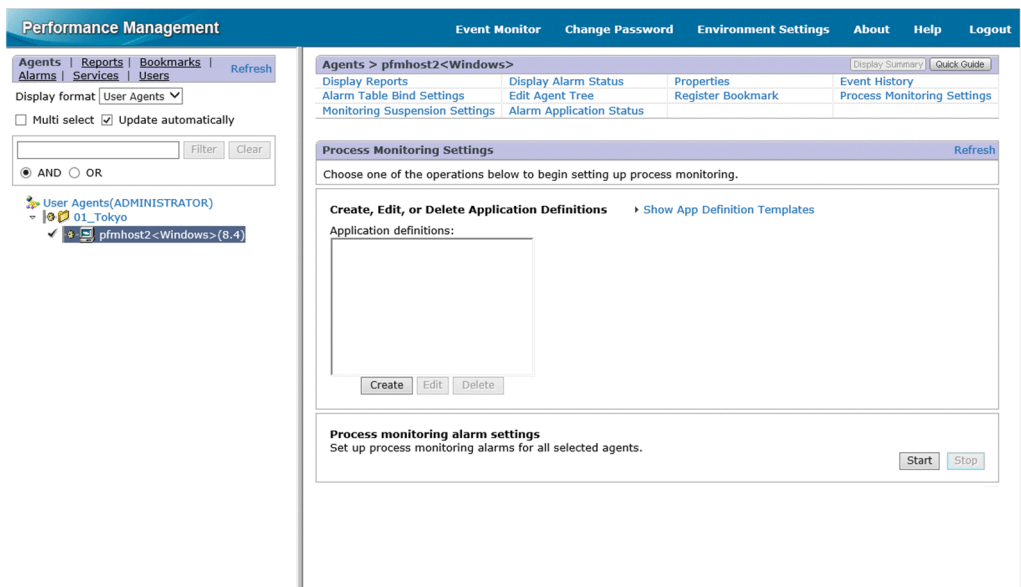 Performance Management
Event Monitor Change Password Environment Settings About Help Logout
Agents | Reports | Bookmarks |
Alarms | Services | Users
Refresh
Display format User Agents
Multi select Update automatically
Filter Clear
AND OR
User Agents(ADMINISTRATOR)
01_Tokyo
pfmhost2<Windows>(8.4)
Agents > pfmhost2<Windows>
Display Summary Quick Guide
Display Reports Display Alarm Status Properties Event History
Alarm Table Bind Settings Edit Agent Tree Register Bookmark Process Monitoring Settings
Monitoring Suspension Settings Alarm Application Status
Process Monitoring Settings Refresh
Choose one of the operations below to begin setting up process monitoring.
Create, Edit, or Delete Application Definitions Show App Definition Templates
Application definitions:
Create Edit Delete
Process monitoring alarm settings
Set up process monitoring alarms for all selected agents.
Start Stop